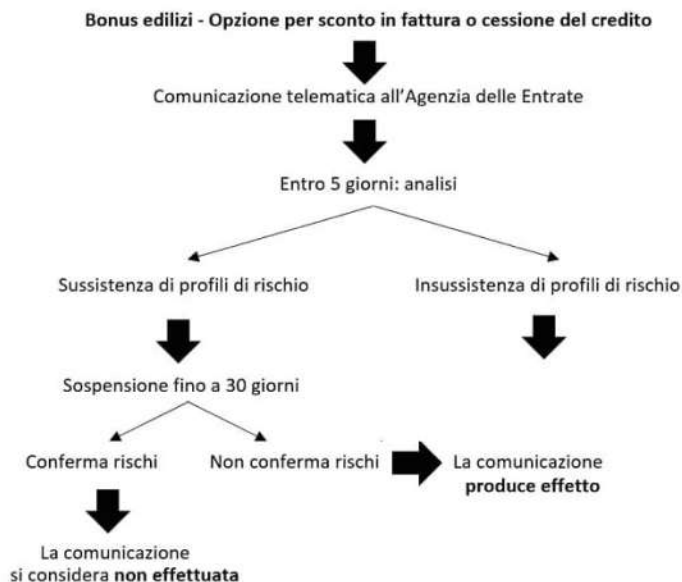 Bonus edilizi - Opzione per sconto in fattura o cessione del credito
Comunicazione telematica all'Agenzia delle Entrate
Entro 5 giorni: analisi
Sussistenza di profili di rischio
Insussistenza di profili di rischio
Sospensione fino a 30 giorni
Conferma rischi
Non conferma rischi
La comunicazione
produce effetto
La comunicazione
si considera non effettuata